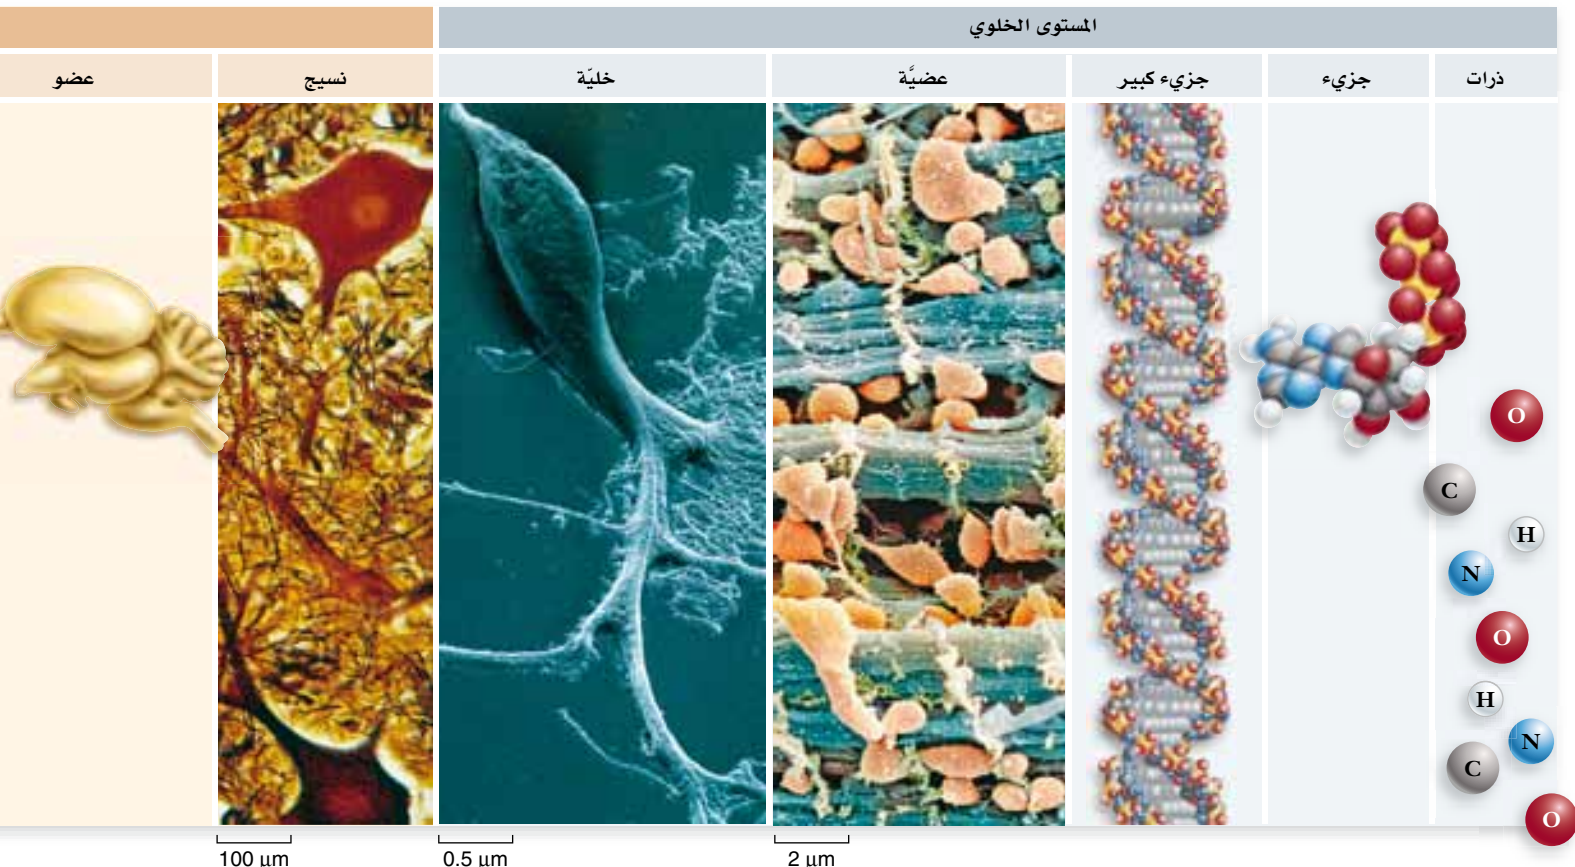 المستوى الخلوي
ذرات
جزيء
جزيء كبير
عضيَّة
خليّة
نسيج
عضو
O
C
H
N
O
H
N
C
O
2 µm
0.5 µm
100 µm